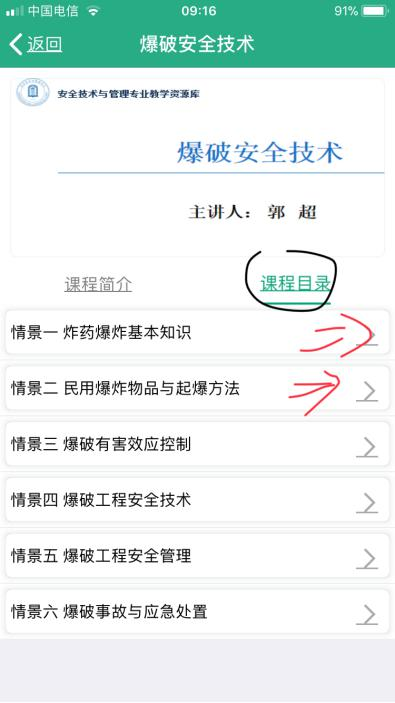 中国电信 09:16 91%
返回 爆破安全技术
安全技术与管理专业教学资源库
爆破安全技术
主讲人： 郭 超
课程简介 课程目录
情景一 炸药爆炸基本知识
情景二 民用爆炸物品与起爆方法
情景三 爆破有害效应控制
情景四 爆破工程安全技术
情景五 爆破工程安全管理
情景六 爆破事故与应急处置